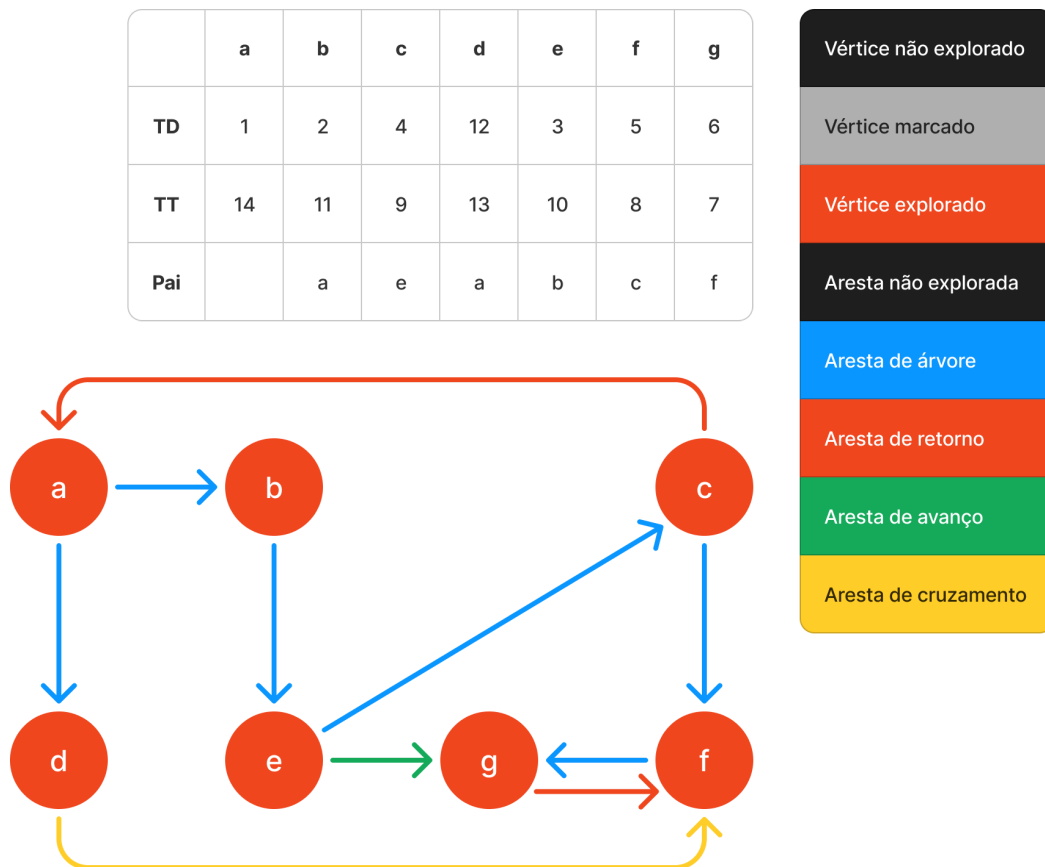 a b c d e f g
TD 1 2 4 12 3 5 6
TT 14 11 9 13 10 8 7
Pai a e a b c f
Vértice não explorado
Vértice marcado
Vértice explorado
Aresta não explorada
Aresta de árvore
Aresta de retorno
Aresta de avanço
Aresta de cruzamento
a b c
d e g f